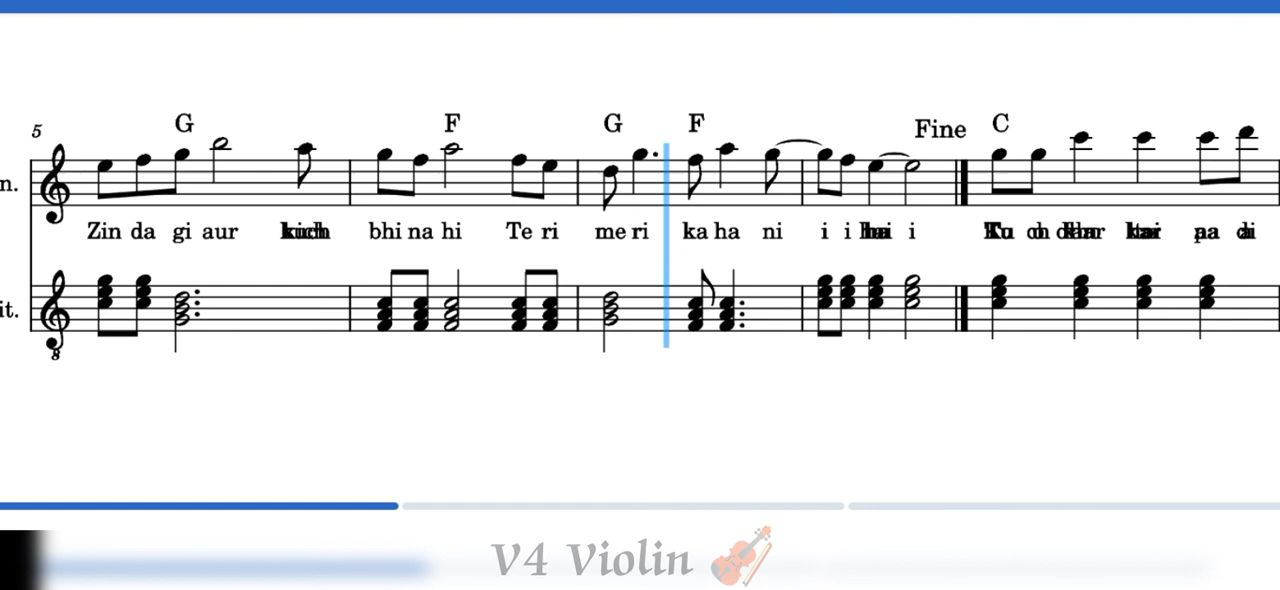 G F G F Fine C
5
n.
Zin da gi aur bhi na hi Te ri me ri ka ha ni i i i
it.
8
V4 Violin